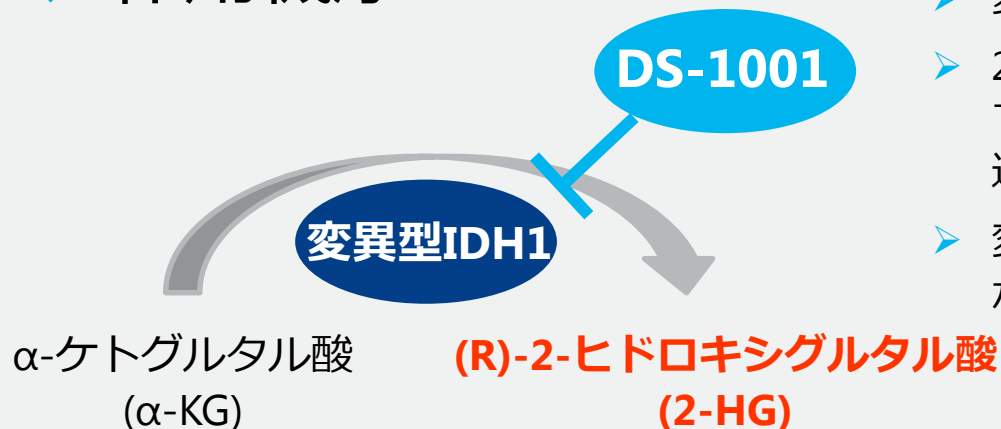 DS-1001
変異型IDH1
α-ケトグルタル酸
(α-KG)
(R)-2-ヒドロキシグルタル酸
(2-HG)